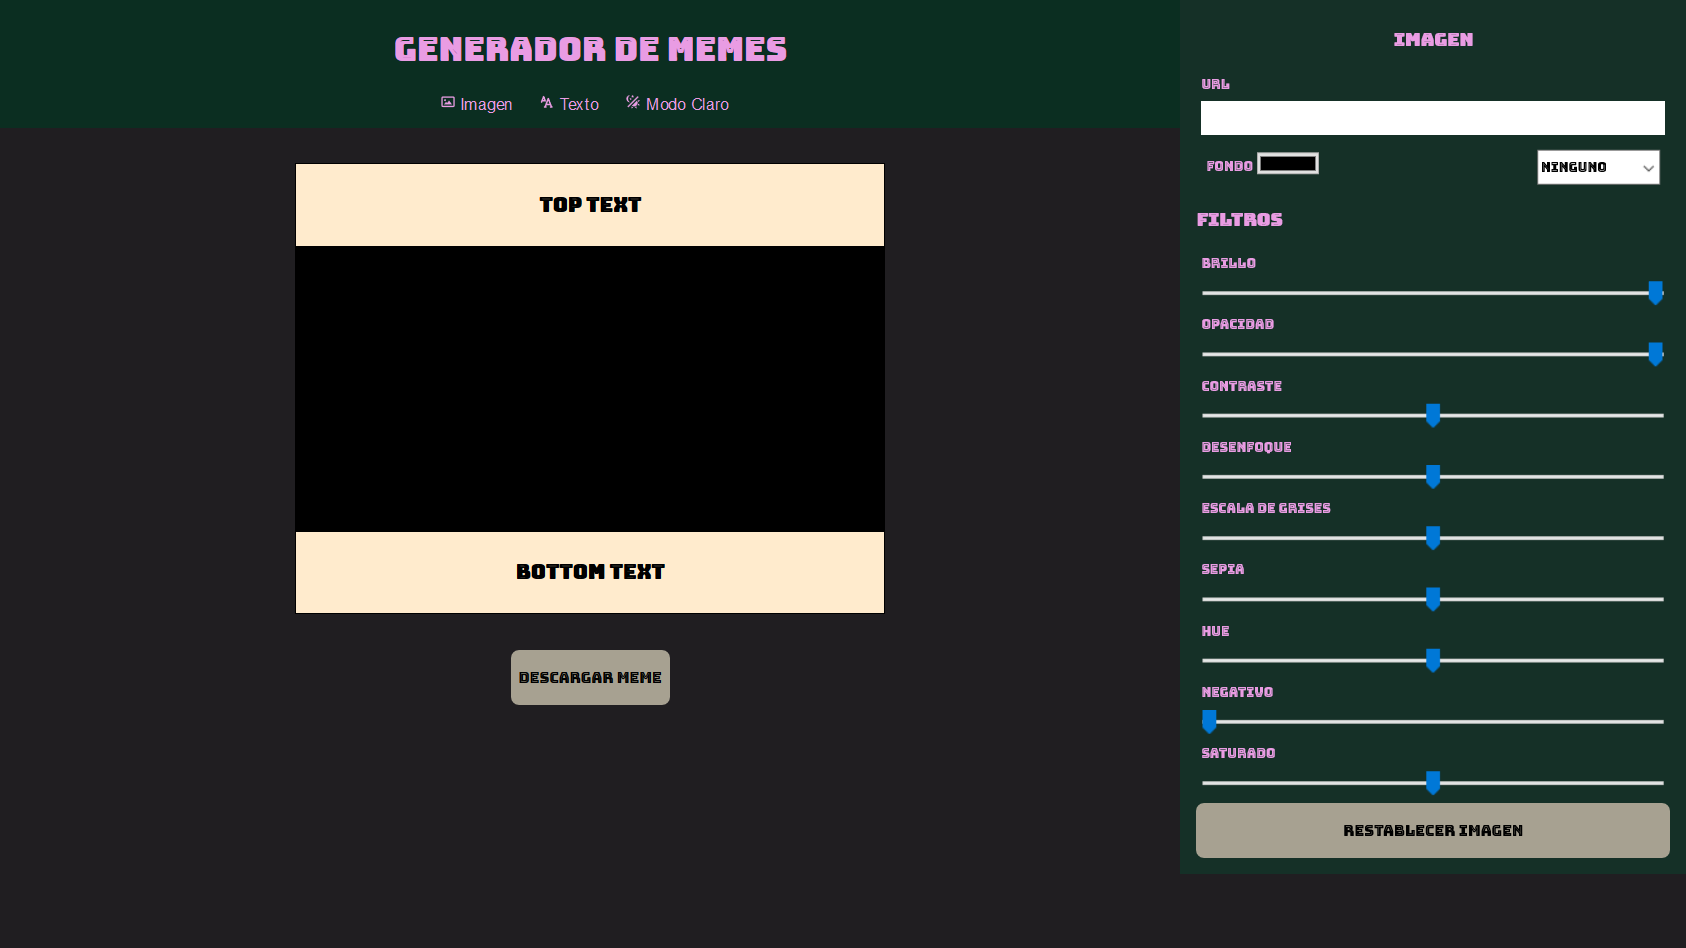 GENERADOR DE MEMES
Imagen Texto Modo Claro
TOP TEXT
BOTTOM TEXT
DESCARGAR MEME
IMAGEN
URL
FONDO NINGUNO
FILTROS
BRILLO
OPACIDAD
CONTRASTE
DESENFOQUE
ESCALA DE GRISES
SEPIA
HUE
NEGATIVO
SATURADO
RESTABLECER IMAGEN